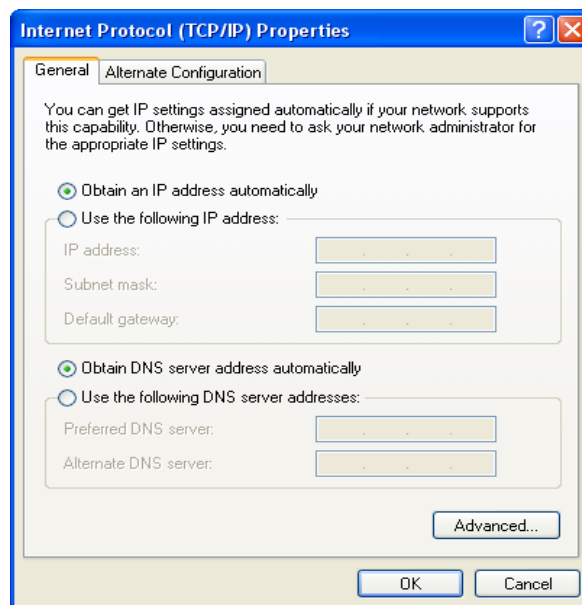 Internet Protocol (TCP/IP) Properties
General
Alternate Configuration
You can get IP settings assigned automatically if your network supports
this capability. Otherwise, you need to ask your network administrator for
the appropriate IP settings.
Obtain an IP address automatically
Use the following IP address:
IP address:
Subnet mask:
Default gateway:
Obtain DNS server address automatically
Use the following DNS server addresses:
Preferred DNS server:
Alternate DNS server:
Advanced...
OK
Cancel